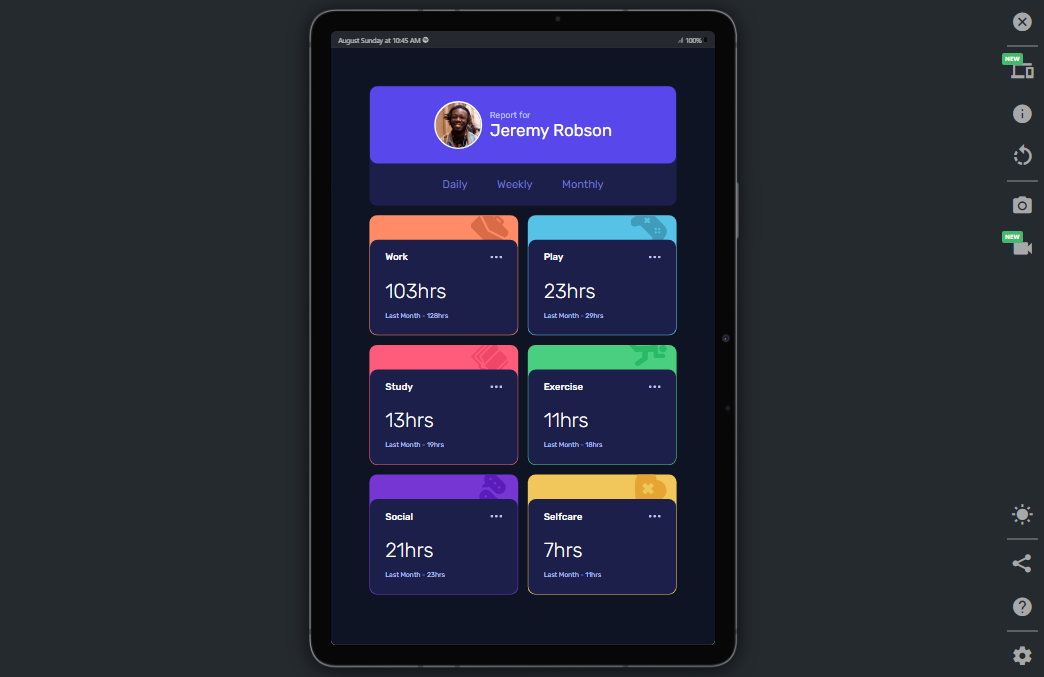 August Sunday at 10:45 AM
100%
NEW
Report for
Jeremy Robson
Daily Weekly Monthly
Work
103hrs
Last Month - 128hrs
Play
23hrs
Last Month - 29hrs
NEW
Study
13hrs
Last Month - 19hrs
Exercise
11hrs
Last Month - 18hrs
Social
21hrs
Last Month - 23hrs
Selfcare
7hrs
Last Month - 11hrs